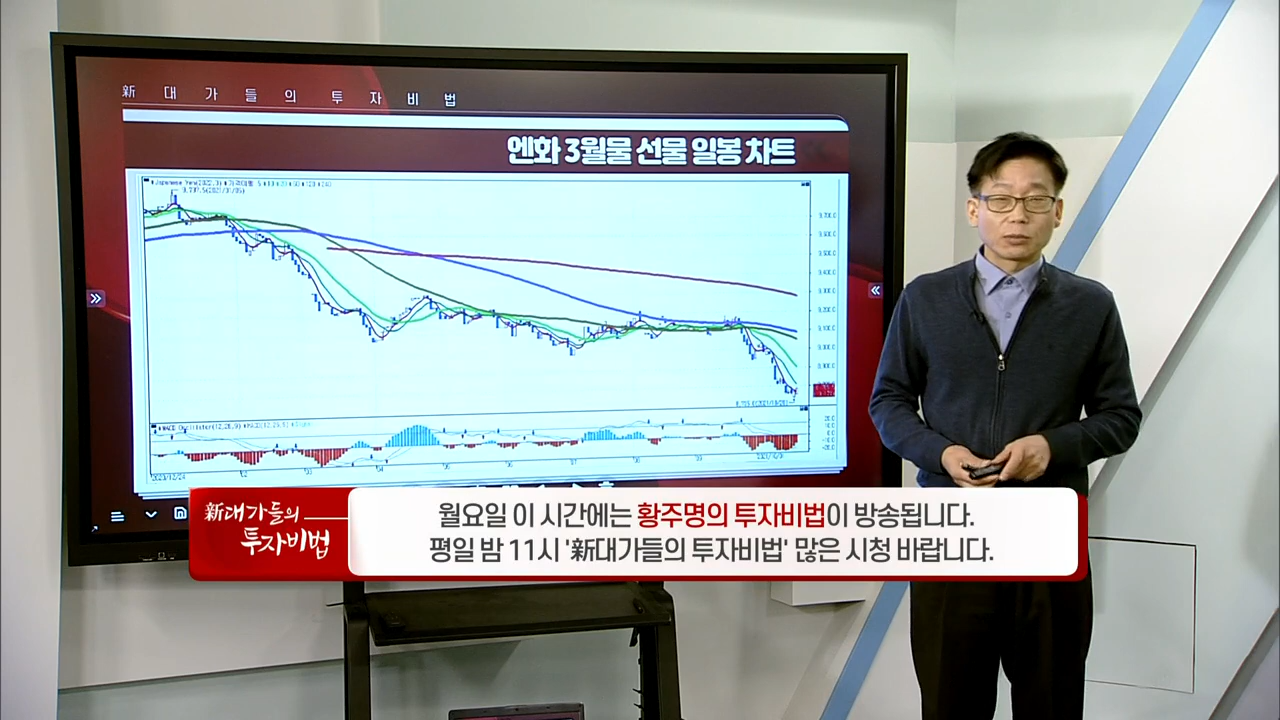 新 대 가 들 의 투 자 비 법
엔화 3월물 선물 일봉 차트
新대가들의
투자비법
월요일 이 시간에는 황주명의 투자비법이 방송됩니다.
평일 밤 11시 '新대가들의 투자비법' 많은 시청 바랍니다.